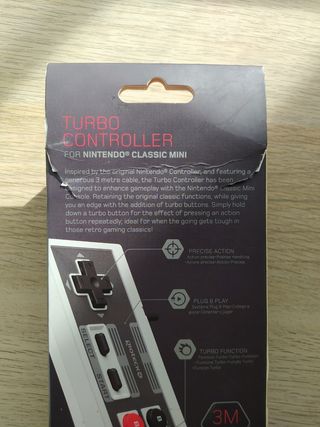 TURBO
CONTROLLER
FOR NINTENDO® CLASSIC MINI
Inspired by the original Nintendo® Controller, and featuring a
generous 3 metre cable, the Turbo Controller has been
designed to enhance gameplay with the Nintendo® Classic Mini
Console. Retaining the original classic functions, while giving
you an edge with the addition of turbo buttons. Simply hold
down a turbo button for the effect of pressing an action
button repeatedly; ideal for when the going gets tough in
those retro gaming classics!
PRECISE ACTION
PLUG & PLAY
TURBO FUNCTION
SELECT
START
3M